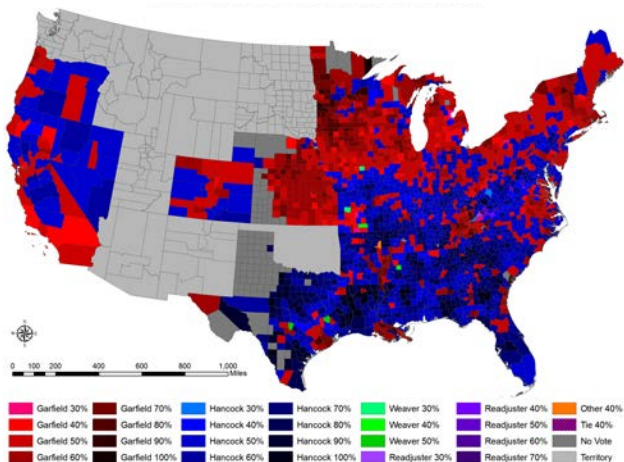 0 50 100 200 400 600 800 1,000
Miles
Garfield 30% Garfield 70% Hancock 30% Hancock 70% Weaver 30% Readjuster 40% Other 40%
Garfield 40% Garfield 80% Hancock 40% Hancock 80% Weaver 40% Readjuster 50% Tie 40%
Garfield 50% Garfield 90% Hancock 50% Hancock 90% Weaver 50% Readjuster 60% No Vote
Garfield 60% Garfield 100% Hancock 60% Hancock 100% Readjuster 30% Readjuster 70% Territory